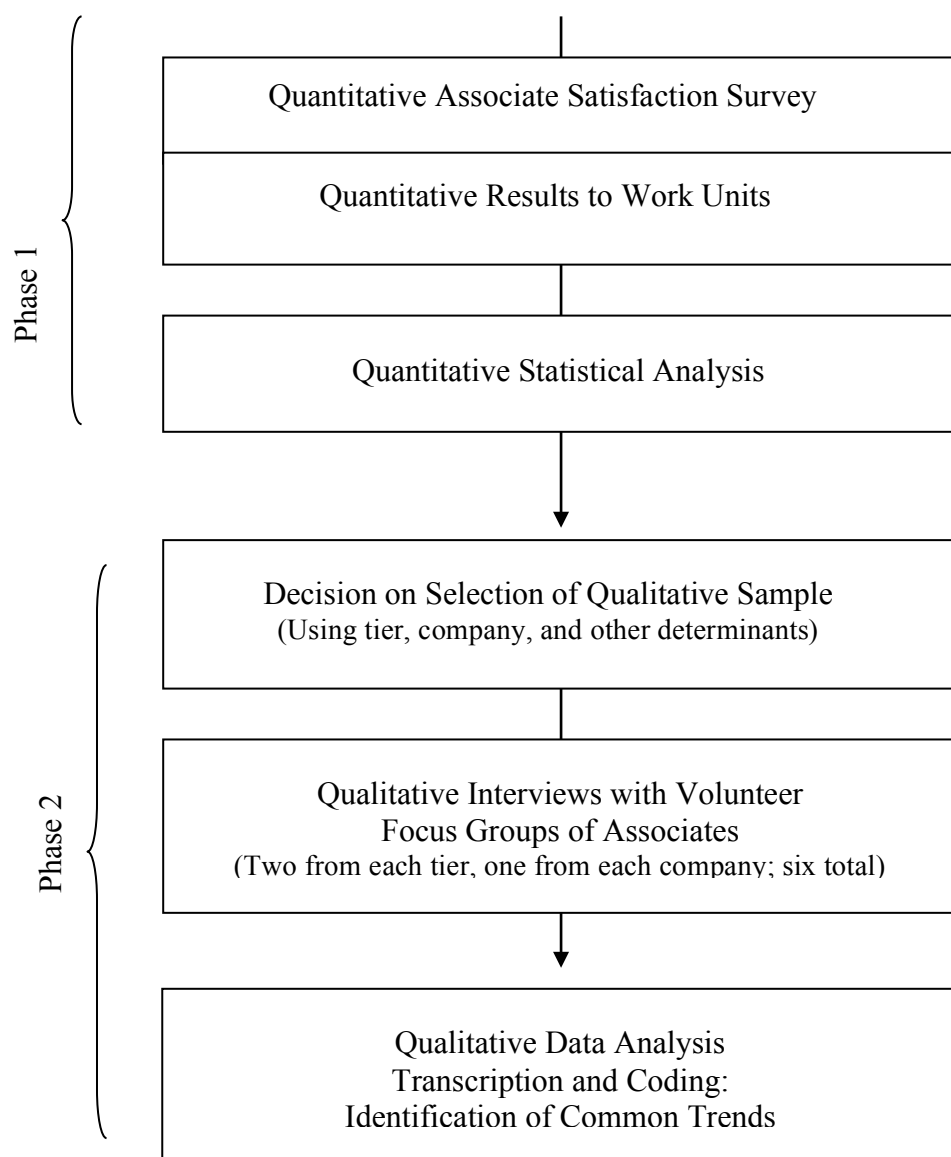 Phase 1
Quantitative Associate Satisfaction Survey
Quantitative Results to Work Units
Quantitative Statistical Analysis
Phase 2
Decision on Selection of Qualitative Sample
(Using tier, company, and other determinants)
Qualitative Interviews with Volunteer
Focus Groups of Associates
(Two from each tier, one from each company; six total)
Qualitative Data Analysis
Transcription and Coding:
Identification of Common Trends